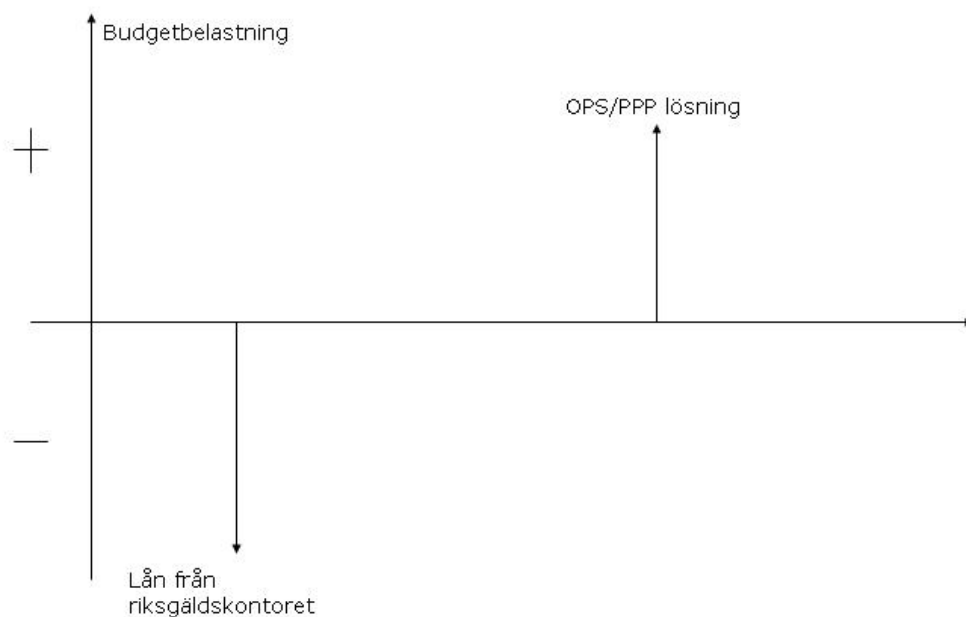 Budgetbelastning
OPS/PPP lösning
+
—
Lån från
riksgäldskontoret